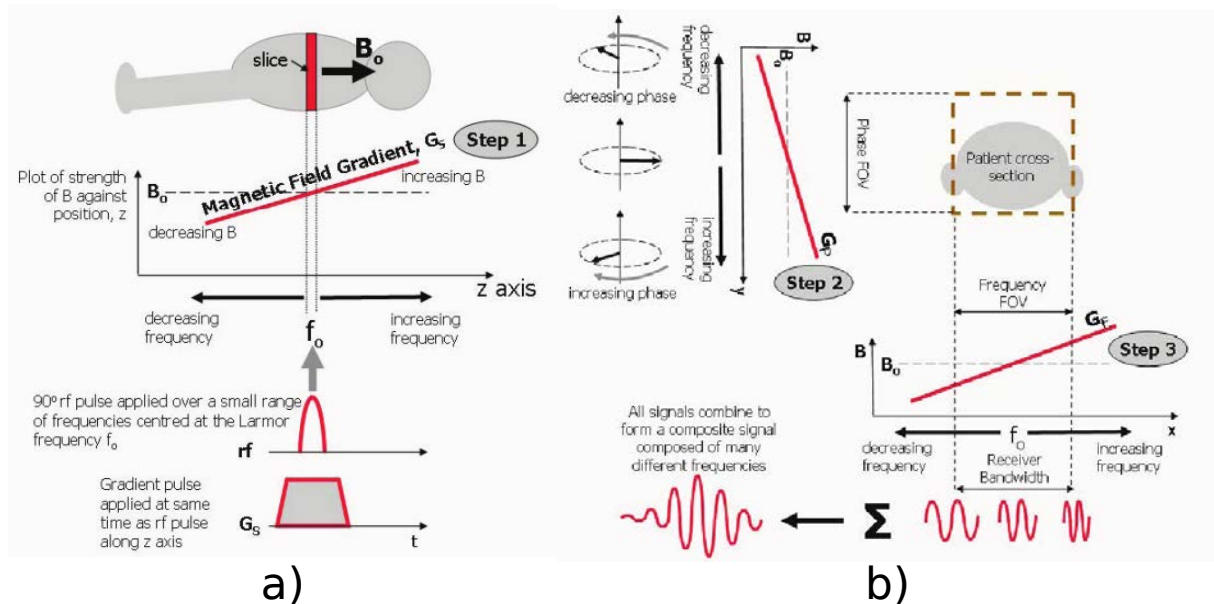 slice
Bo
Step 1
Magnetic Field Gradient, Gs
Plot of strength
of B against
position, z
Bo
increasing B
decreasing B
z axis
decreasing
frequency
increasing
frequency
fo
90º rf pulse applied over a small range
of frequencies centred at the Larmor
frequency fo
rf
Gradient pulse
applied at same
time as rf pulse
along z axis
Gs
t
a)
decreasing phase
increasing phase
decreasing
frequency
increasing
frequency
B
Bo
GP
y
Step 2
Phase FOV
Patient cross-
section
Frequency
FOV
GF
Step 3
B
Bo
x
decreasing
frequency
fo
increasing
frequency
Receiver
Bandwidth
All signals combine to
form a composite signal
composed of many
different frequencies
Σ
b)